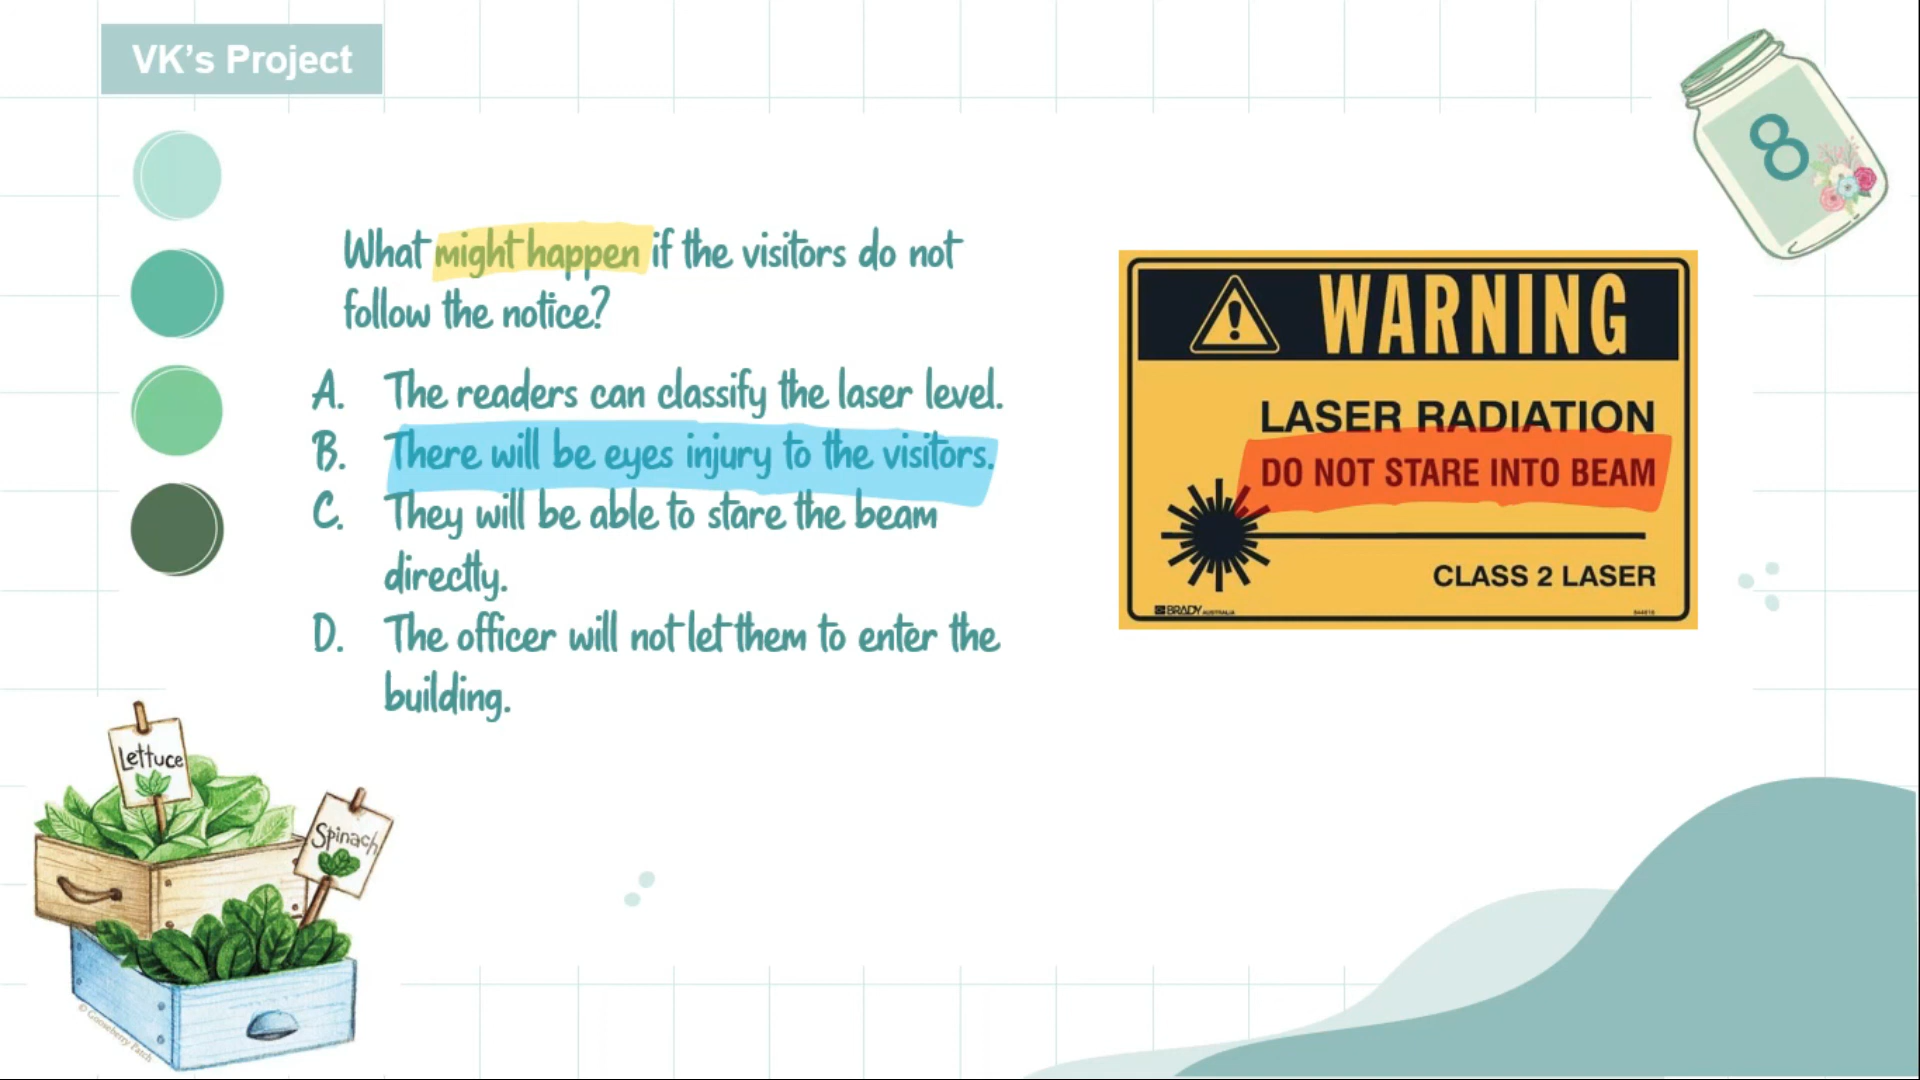 VK's Project
8
What might happen if the visitors do not
follow the notice?
A. The readers can classify the laser level.
B. There will be eyes injury to the visitors.
C. They will be able to stare the beam
directly.
D. The officer will not let them to enter the
building.
WARNING
LASER RADIATION
DO NOT STARE INTO BEAM
CLASS 2 LASER
BRADY AUSTRALIA
Lettuce
Spinach
© Gooseberry Patch